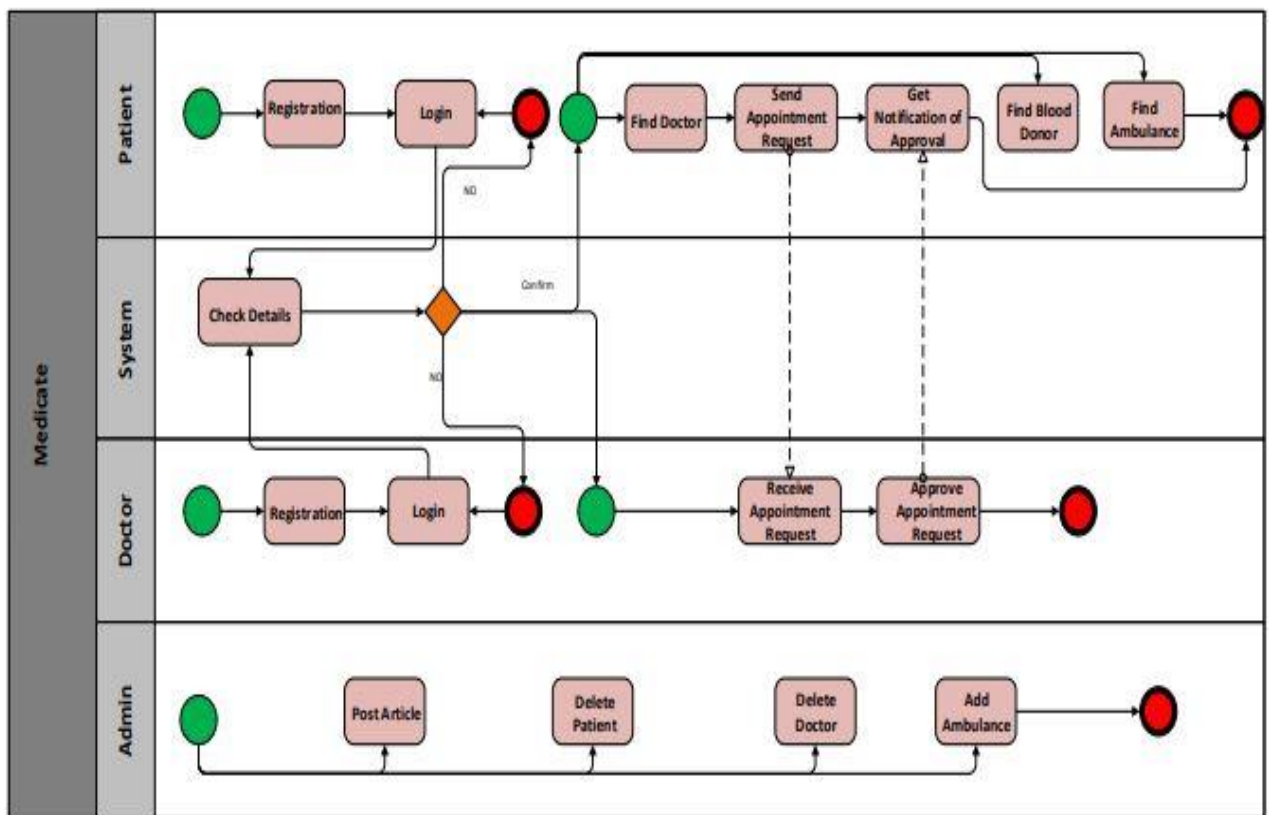 Medicate
Patient
Registration
Login
NO
Find Doctor
Send
Appointment
Request
Get
Notification of
Approval
Find Blood
Donor
Find
Ambulance
System
Check Details
Confirm
NO
Doctor
Registration
Login
Receive
Appointment
Request
Approve
Appointment
Request
Admin
Post Article
Delete
Patient
Delete
Doctor
Add
Ambulance